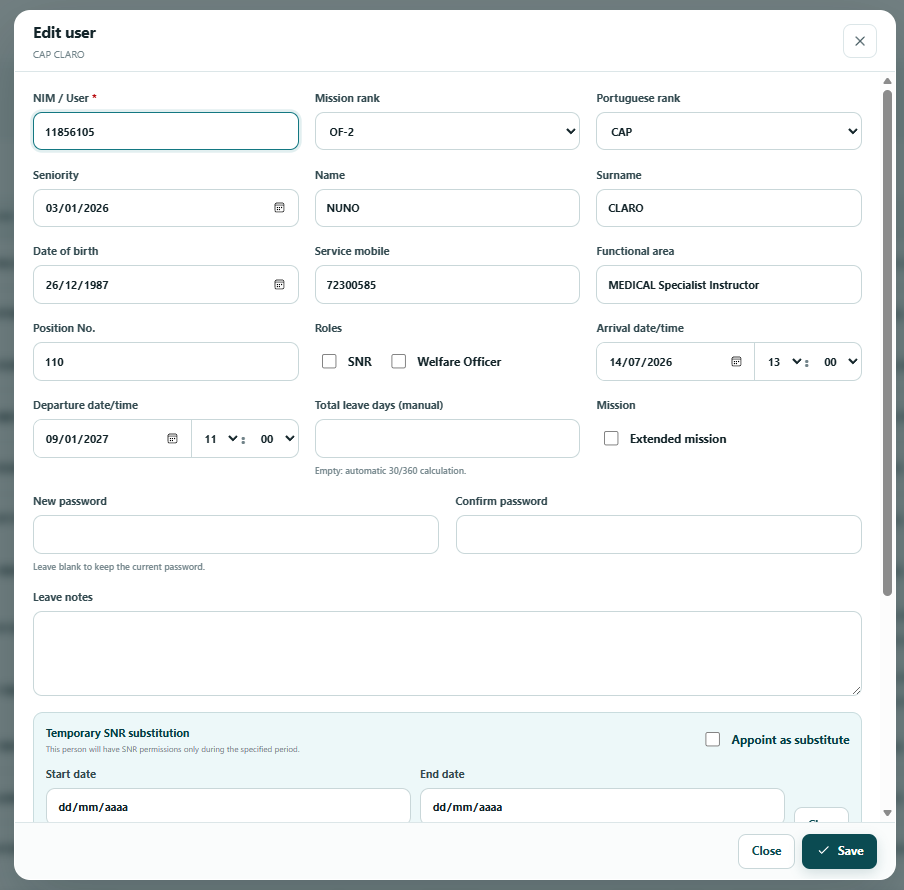 Edit user
CAP CLARO
NIM / User *
Mission rank
Portuguese rank
11856105
OF-2
CAP
Seniority
Name
Surname
03/01/2026
NUNO
CLARO
Date of birth
Service mobile
Functional area
26/12/1987
72300585
MEDICAL Specialist Instructor
Position No.
Roles
Arrival date/time
110
SNR
Welfare Officer
14/07/2026
13 : 00
Departure date/time
Total leave days (manual)
Mission
09/01/2027
11 : 00
Extended mission
Empty: automatic 30/360 calculation.
New password
Confirm password
Leave blank to keep the current password.
Leave notes
Temporary SNR substitution
This person will have SNR permissions only during the specified period.
Appoint as substitute
Start date
End date
dd/mm/aaaa
dd/mm/aaaa
Close
Save